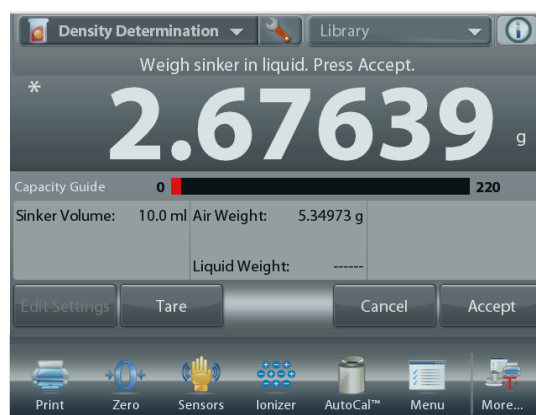 Density Determination Library
Weigh sinker in liquid. Press Accept.
* 2.67639 g
Capacity Guide 0 220
Sinker Volume: 10.0 ml Air Weight: 5.34973 g
Liquid Weight: ------
Edit Settings Tare Cancel Accept
Print Zero Sensors Ionizer AutoCal™ Menu More...